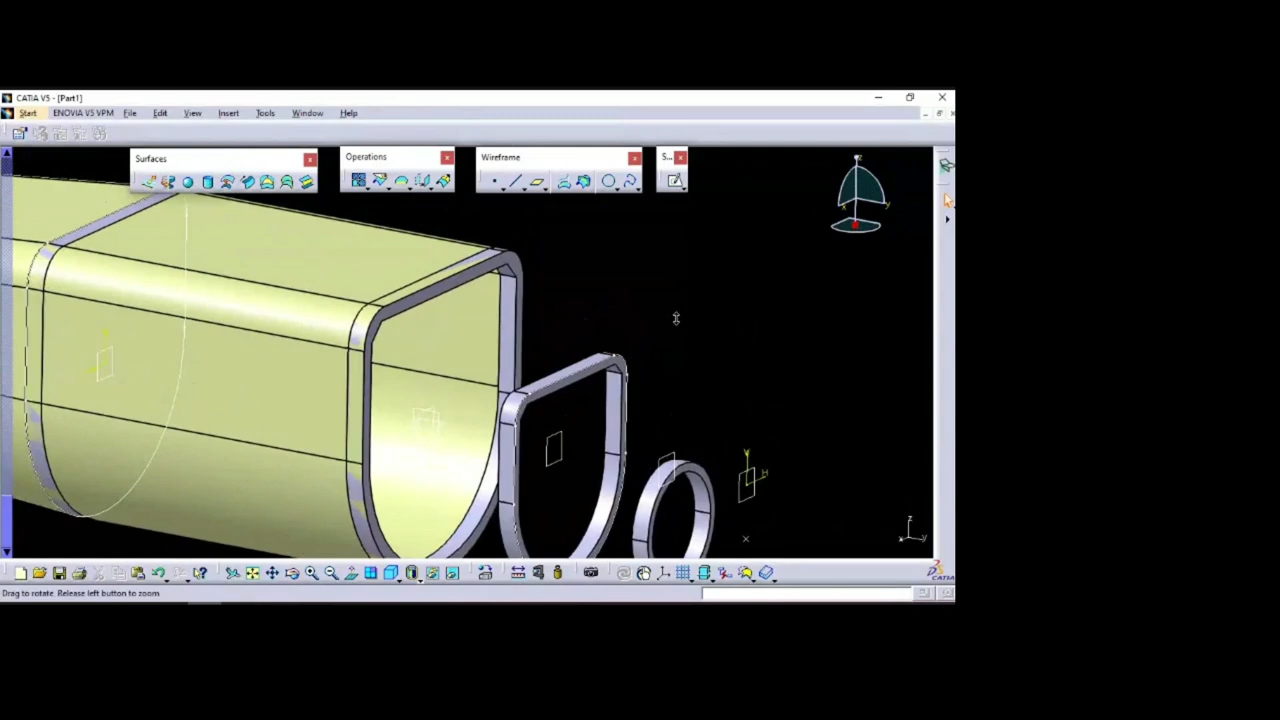 CATIA V5 - [Part1]
Start ENOVIA V5 VPM File Edit View Insert Tools Window Help
Surfaces
Operations
Wireframe
S...
z
x
y
V
H
z
x
y
CATIA
Drag to rotate Release left button to zoom